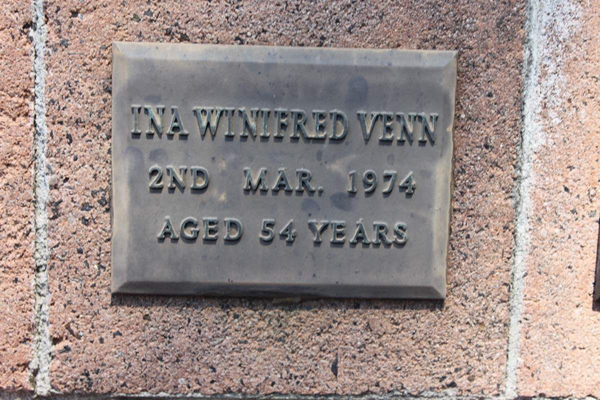 INA WINIFRED VENN
2ND MAR. 1974
AGED 54 YEARS